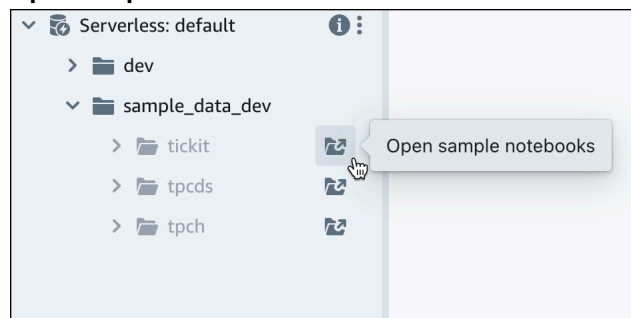 Serverless: default
dev
sample_data_dev
tickit
Open sample notebooks
tpcds
tpch